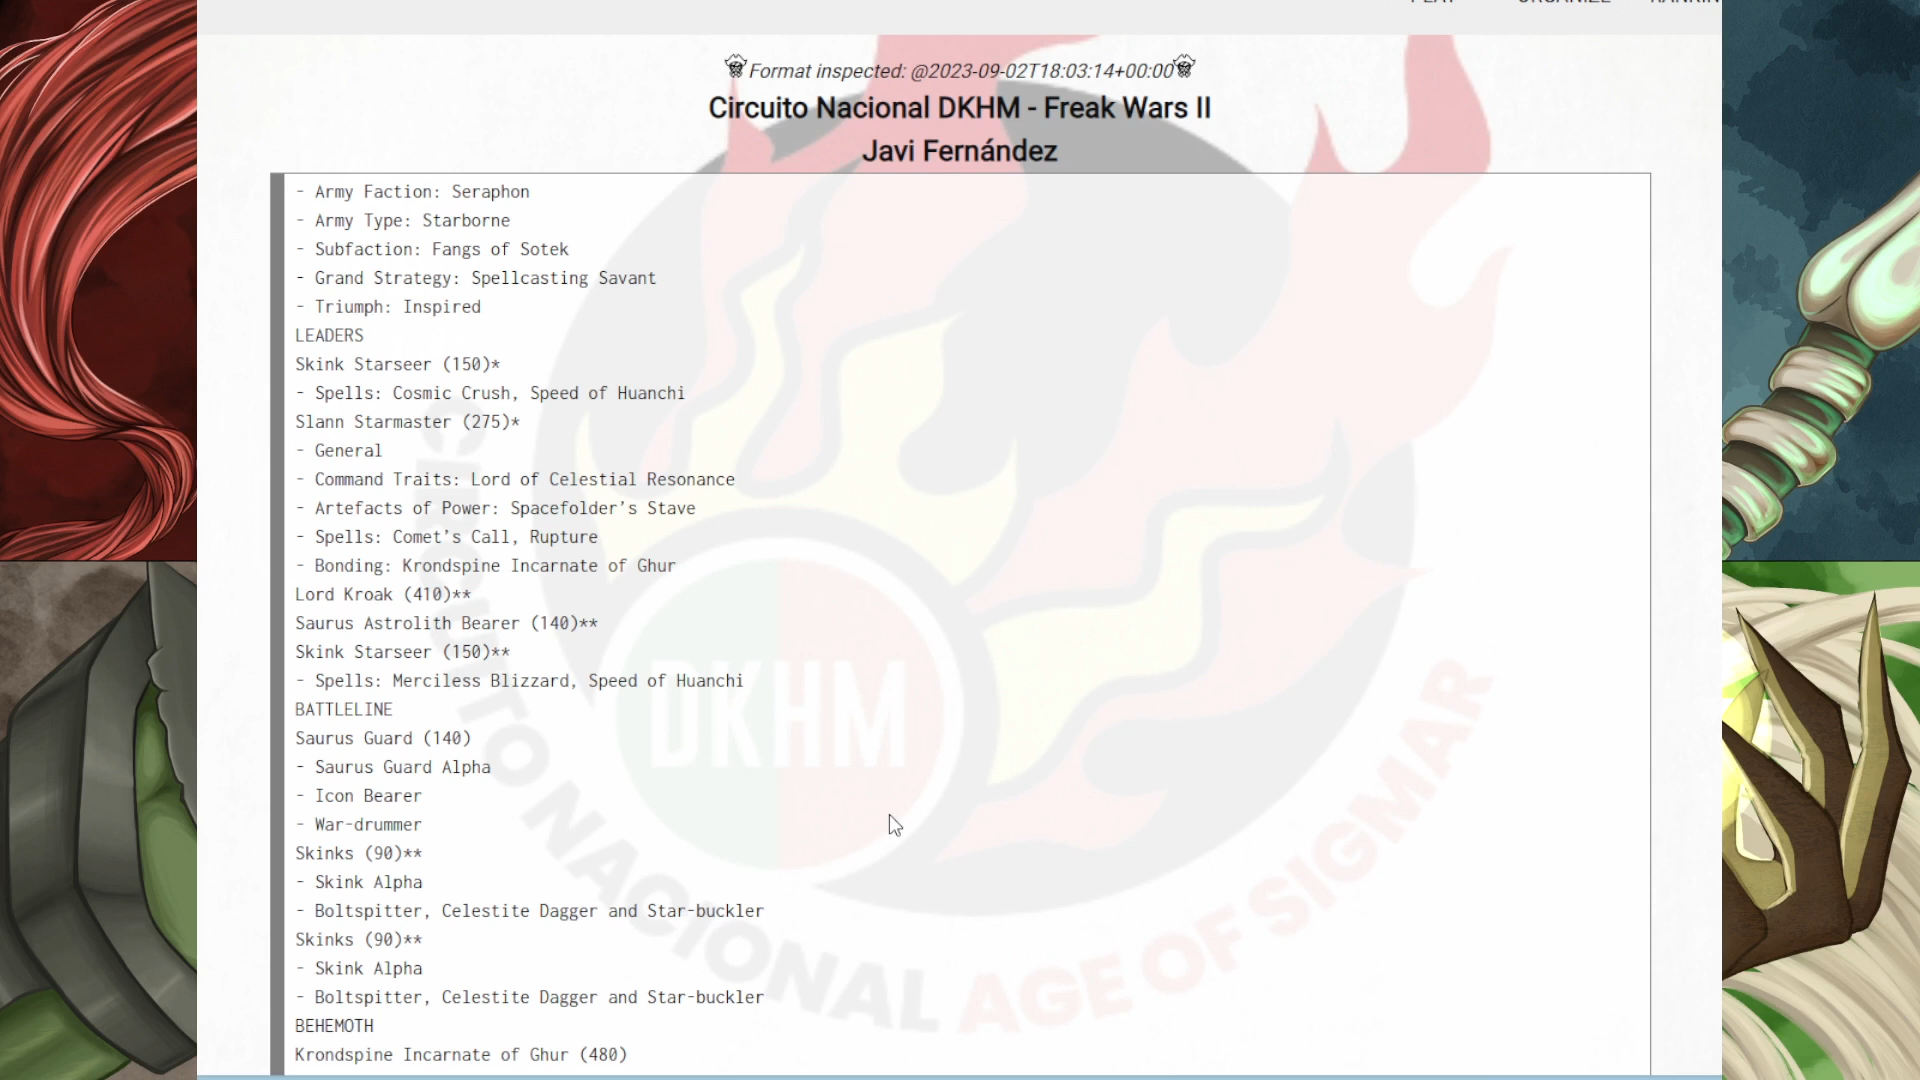 Format inspected: @2023-09-02T18:03:14+00:00
Circuito Nacional DKHM - Freak Wars II
Javi Fernández
- Army Faction: Seraphon
- Army Type: Starborne
- Subfaction: Fangs of Sotek
- Grand Strategy: Spellcasting Savant
- Triumph: Inspired
LEADERS
Skink Starseer (150)*
- Spells: Cosmic Crush, Speed of Huanchi
Slann Starmaster (275)*
- General
- Command Traits: Lord of Celestial Resonance
- Artefacts of Power: Spacefolder's Stave
- Spells: Comet's Call, Rupture
- Bonding: Krondspine Incarnate of Ghur
Lord Kroak (410)**
Saurus Astrolith Bearer (140)**
Skink Starseer (150)**
- Spells: Merciless Blizzard, Speed of Huanchi
BATTLELINE
Saurus Guard (140)
- Saurus Guard Alpha
- Icon Bearer
- War-drummer
Skinks (90)**
- Skink Alpha
- Boltspitter, Celestite Dagger and Star-buckler
Skinks (90)**
- Skink Alpha
- Boltspitter, Celestite Dagger and Star-buckler
BEHEMOTH
Krondspine Incarnate of Ghur (480)
DKHM
CIRCUITO NACIONAL AGE OF SIGMAR